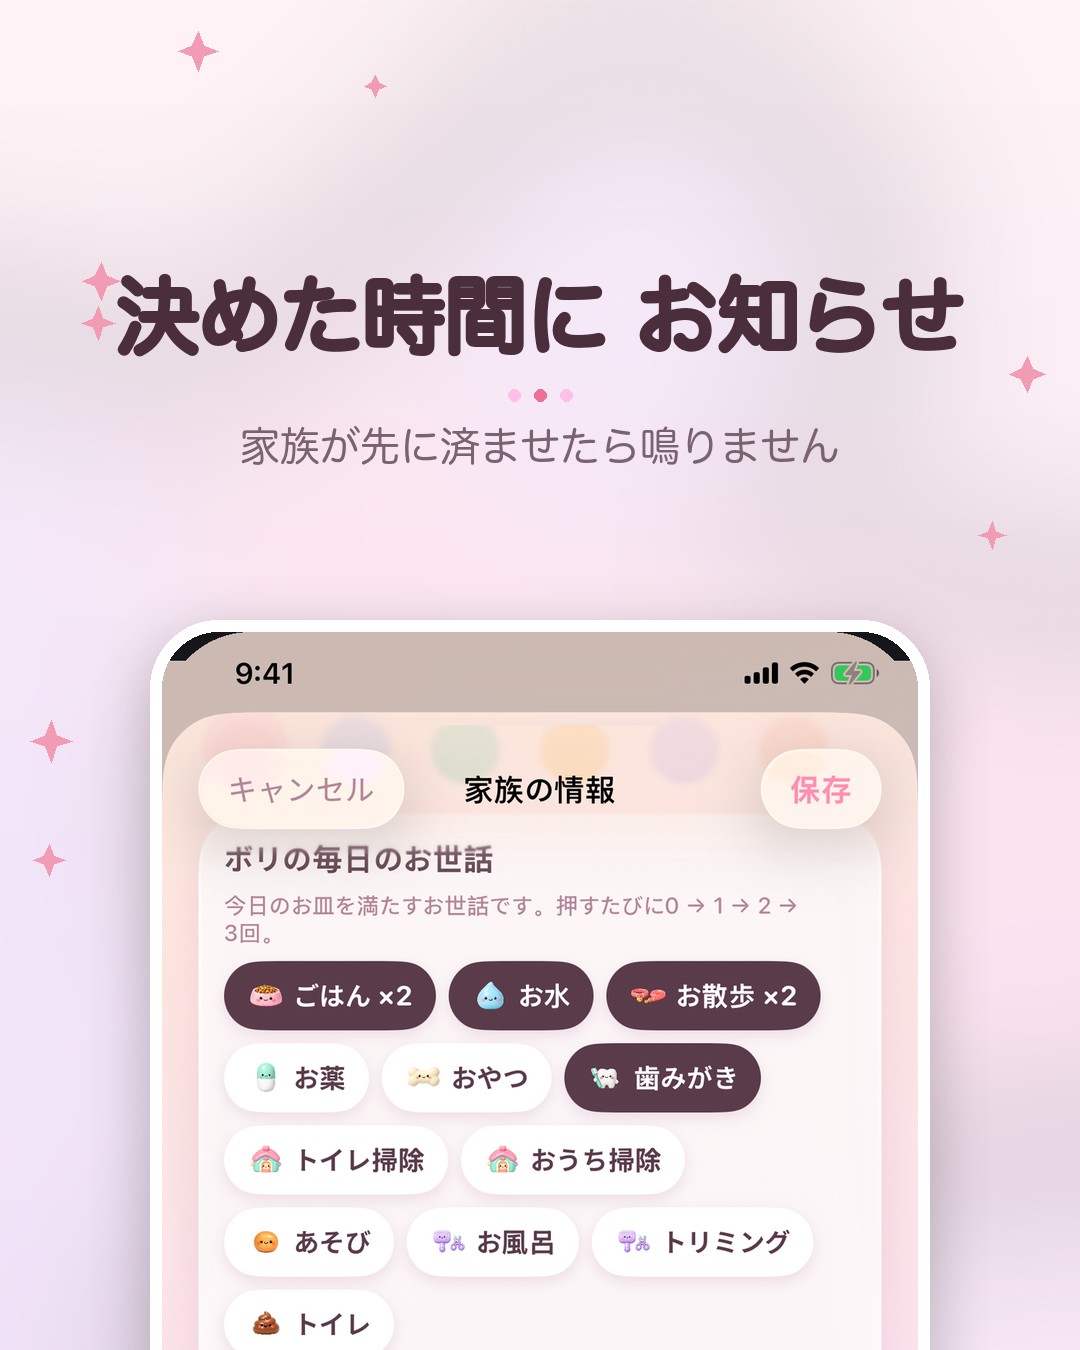 決めた時間に お知らせ
家族が先に済ませたら鳴りません
9:41
キャンセル 家族の情報 保存
ボリの毎日のお世話
今日のお皿を満たすお世話です。押すたびに0 → 1 → 2 →
3回。
ごはん ×2 お水 お散歩 ×2
お薬 おやつ 歯みがき
トイレ掃除 おうち掃除
あそび お風呂 トリミング
トイレ